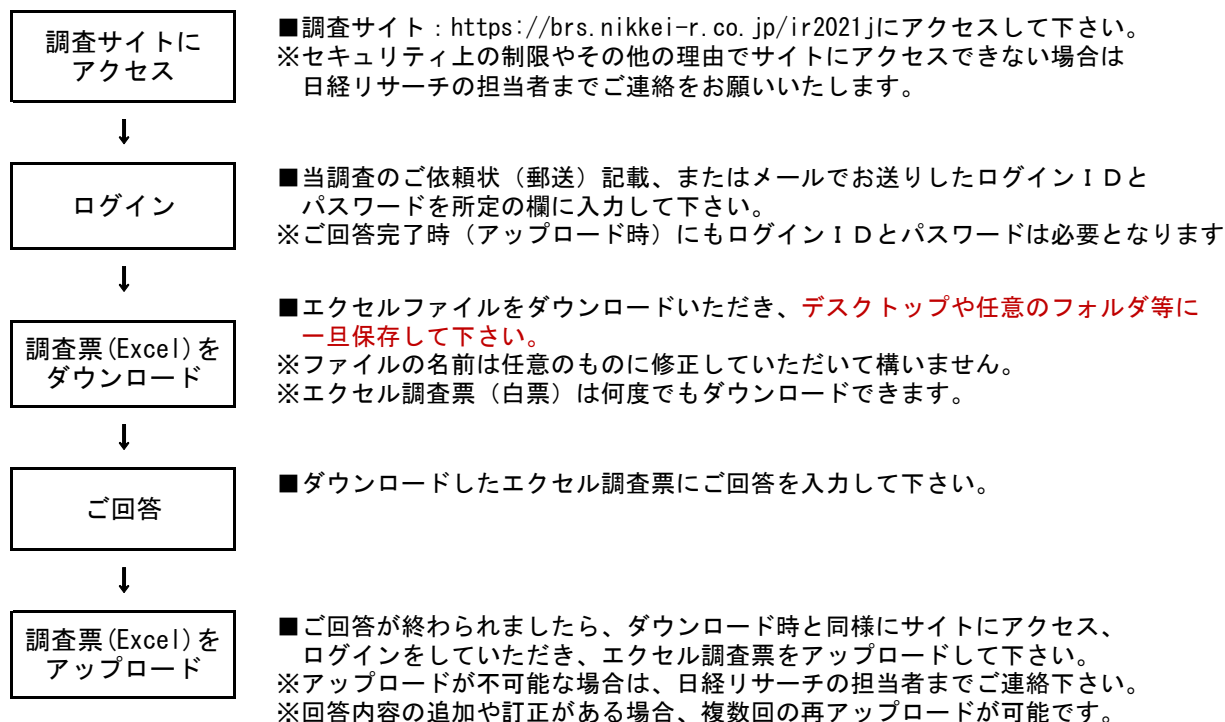 調査サイトに
アクセス
■調査サイト：https://brs.nikkei-r.co.jp/ir2021jにアクセスして下さい。
※セキュリティ上の制限やその他の理由でサイトにアクセスできない場合は
日経リサーチの担当者までご連絡をお願いいたします。
↓
ログイン
■当調査のご依頼状（郵送）記載、またはメールでお送りしたログインＩＤと
パスワードを所定の欄に入力して下さい。
※ご回答完了時（アップロード時）にもログインＩＤとパスワードは必要となります
↓
調査票(Excel)を
ダウンロード
■エクセルファイルをダウンロードいただき、デスクトップや任意のフォルダ等に
一旦保存して下さい。
※ファイルの名前は任意のものに修正していただいて構いません。
※エクセル調査票（白票）は何度でもダウンロードできます。
↓
ご回答
■ダウンロードしたエクセル調査票にご回答を入力して下さい。
↓
調査票(Excel)を
アップロード
■ご回答が終わられましたら、ダウンロード時と同様にサイトにアクセス、
ログインをしていただき、エクセル調査票をアップロードして下さい。
※アップロードが不可能な場合は、日経リサーチの担当者までご連絡下さい。
※回答内容の追加や訂正がある場合、複数回の再アップロードが可能です。